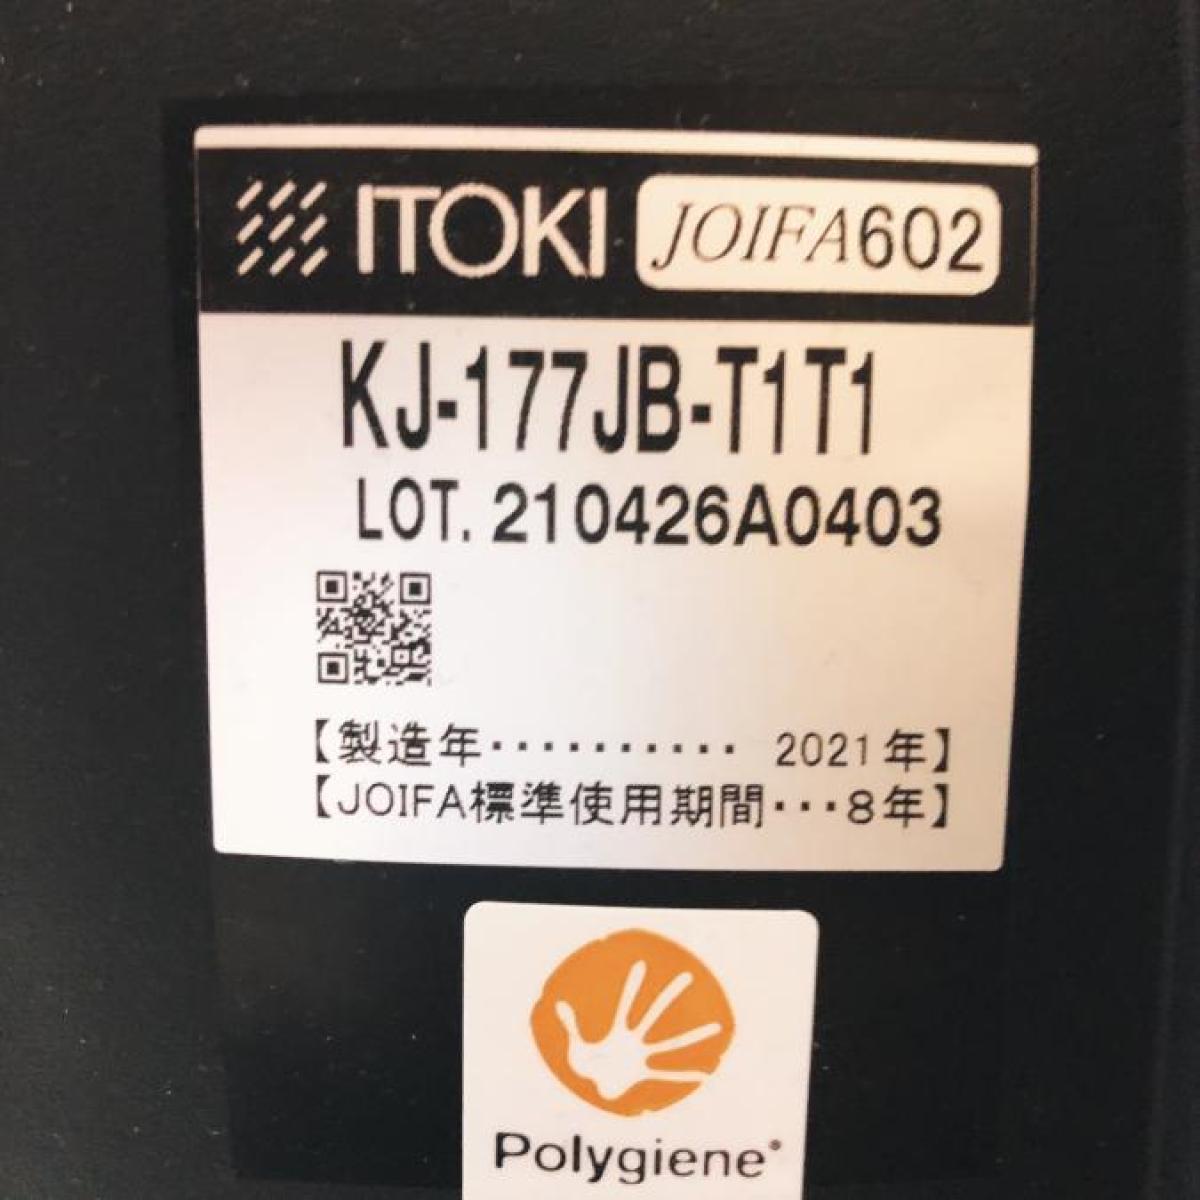 ITOKI JOIFA602
KJ-177JB-T1T1
LOT. 210426A0403
【製造年・・・・・・・・・・ 2021年】
【JOIFA標準使用期間・・・8年】
Polygiene®